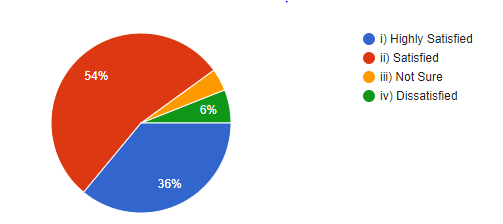 54%
6%
36%
i) Highly Satisfied
ii) Satisfied
iii) Not Sure
iv) Dissatisfied